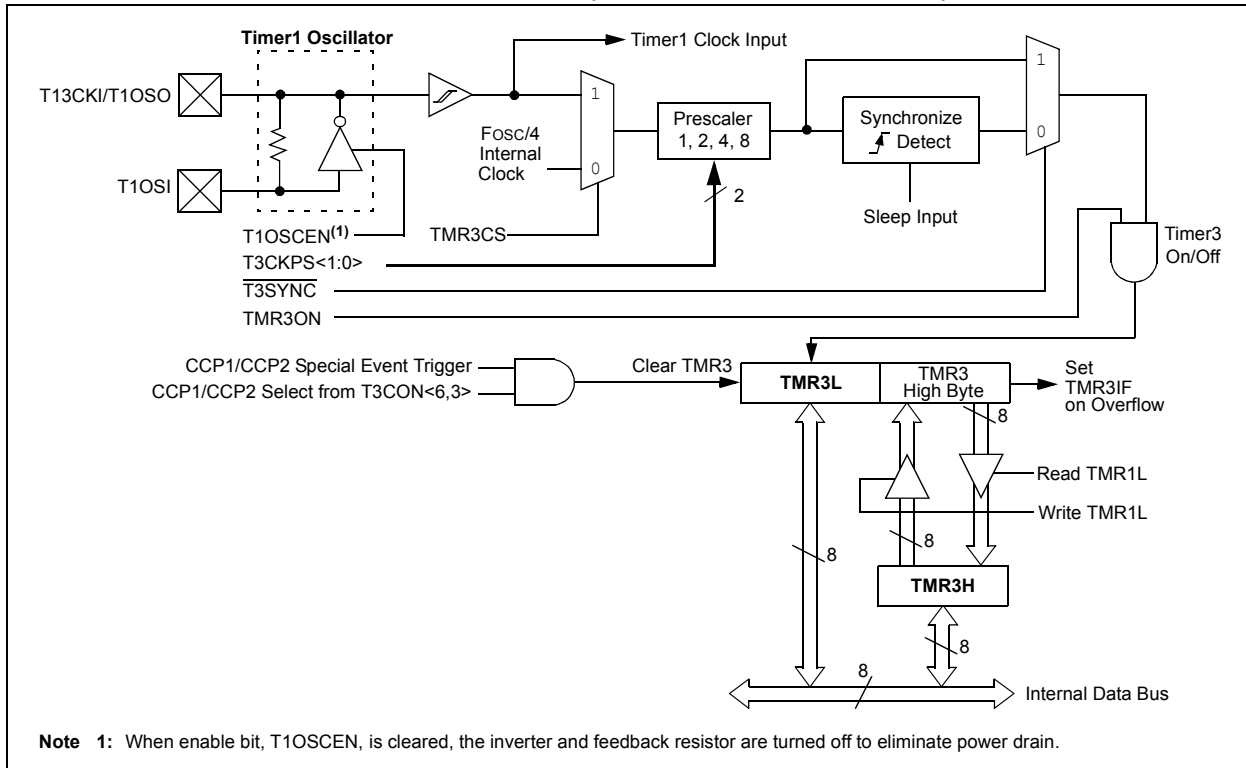 Timer1 Oscillator
Timer1 Clock Input
T13CKI/T1OSO
1
1
FOSC/4
Internal
Clock
0
Prescaler
1, 2, 4, 8
Synchronize
Detect
0
T1OSI
2
Sleep Input
T1OSCEN(1)
TMR3CS
Timer3
On/Off
T3CKPS<1:0>
T3SYNC
TMR3ON
CCP1/CCP2 Special Event Trigger
CCP1/CCP2 Select from T3CON<6,3>
Clear TMR3
TMR3L
TMR3
High Byte
Set
TMR3IF
on Overflow
8
Read TMR1L
Write TMR1L
8
8
TMR3H
8
8
Internal Data Bus
Note 1: When enable bit, T1OSCEN, is cleared, the inverter and feedback resistor are turned off to eliminate power drain.